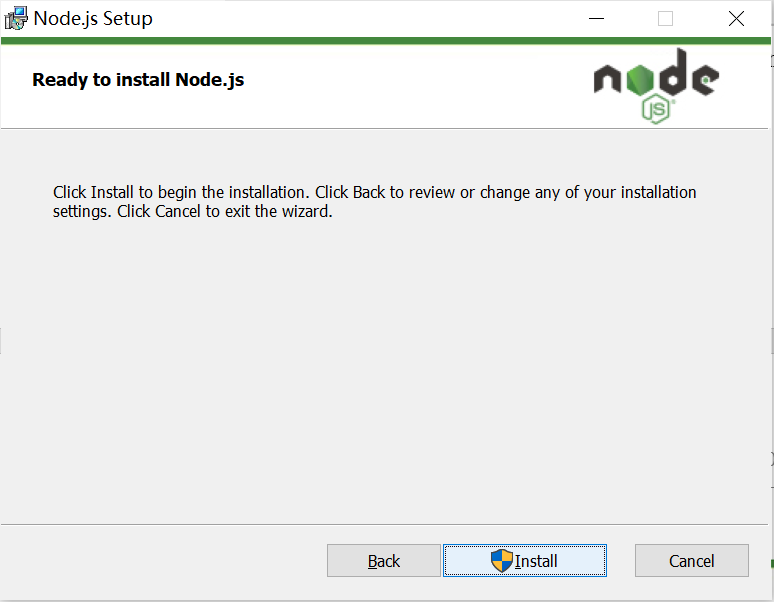 Node.js Setup
Ready to install Node.js
node
JS
Click Install to begin the installation. Click Back to review or change any of your installation
settings. Click Cancel to exit the wizard.
Back
Install
Cancel